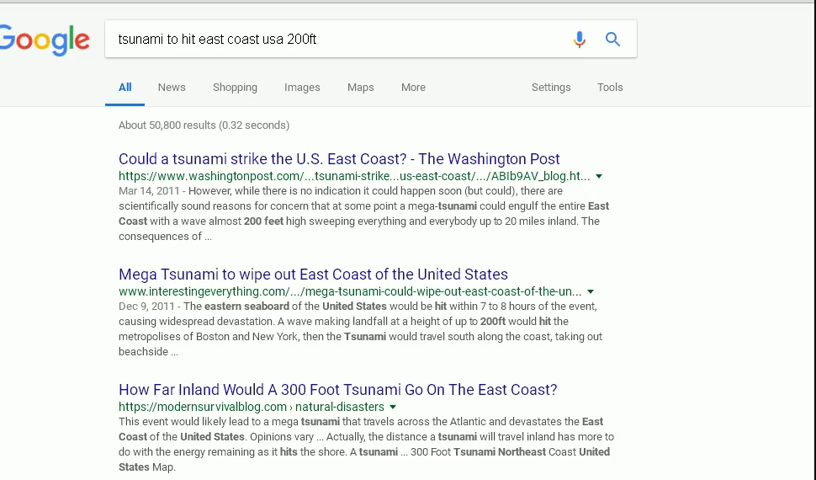 Google
tsunami to hit east coast usa 200ft
All News Shopping Images Maps More Settings Tools
About 50,800 results (0.32 seconds)
Could a tsunami strike the U.S. East Coast? - The Washington Post
https://www.washingtonpost.com/...tsunami-strike...us-east-coast/.../ABIb9AV_blog.ht...
Mar 14, 2011 - However, while there is no indication it could happen soon (but could), there are
scientifically sound reasons for concern that at some point a mega-tsunami could engulf the entire East
Coast with a wave almost 200 feet high sweeping everything and everybody up to 20 miles inland. The
consequences of ...
Mega Tsunami to wipe out East Coast of the United States
www.interestingeverything.com/.../mega-tsunami-could-wipe-out-east-coast-of-the-un...
Dec 9, 2011 - The eastern seaboard of the United States would be hit within 7 to 8 hours of the event,
causing widespread devastation. A wave making landfall at a height of up to 200ft would hit the
metropolises of Boston and New York, then the Tsunami would travel south along the coast, taking out
beachside ...
How Far Inland Would A 300 Foot Tsunami Go On The East Coast?
https://modernsurvivalblog.com › natural-disasters
This event would likely lead to a mega tsunami that travels across the Atlantic and devastates the East
Coast of the United States. Opinions vary ... Actually, the distance a tsunami will travel inland has more to
do with the energy remaining as it hits the shore. A tsunami ... 300 Foot Tsunami Northeast Coast United
States Map.